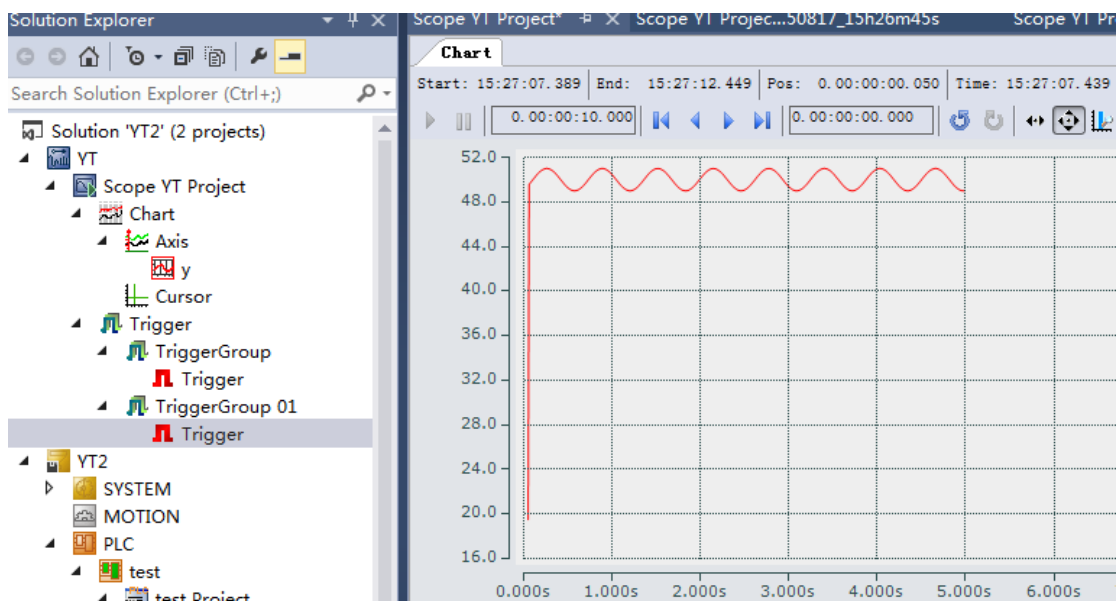 Solution Explorer
Search Solution Explorer (Ctrl+;)
Solution 'YT2' (2 projects)
YT
Scope YT Project
Chart
Axis
y
Cursor
Trigger
TriggerGroup
Trigger
TriggerGroup 01
Trigger
YT2
SYSTEM
MOTION
PLC
test
test Project
Scope YT Project* Scope YT Projec...50817_15h26m45s Scope YT Pr
Chart
Start: 15:27:07.389 End: 15:27:12.449 Pos: 0.00:00:00.050 Time: 15:27:07.439
0.00:00:10.000 0.00:00:00.000
52.0
48.0
44.0
40.0
36.0
32.0
28.0
24.0
20.0
16.0
0.000s 1.000s 2.000s 3.000s 4.000s 5.000s 6.000s